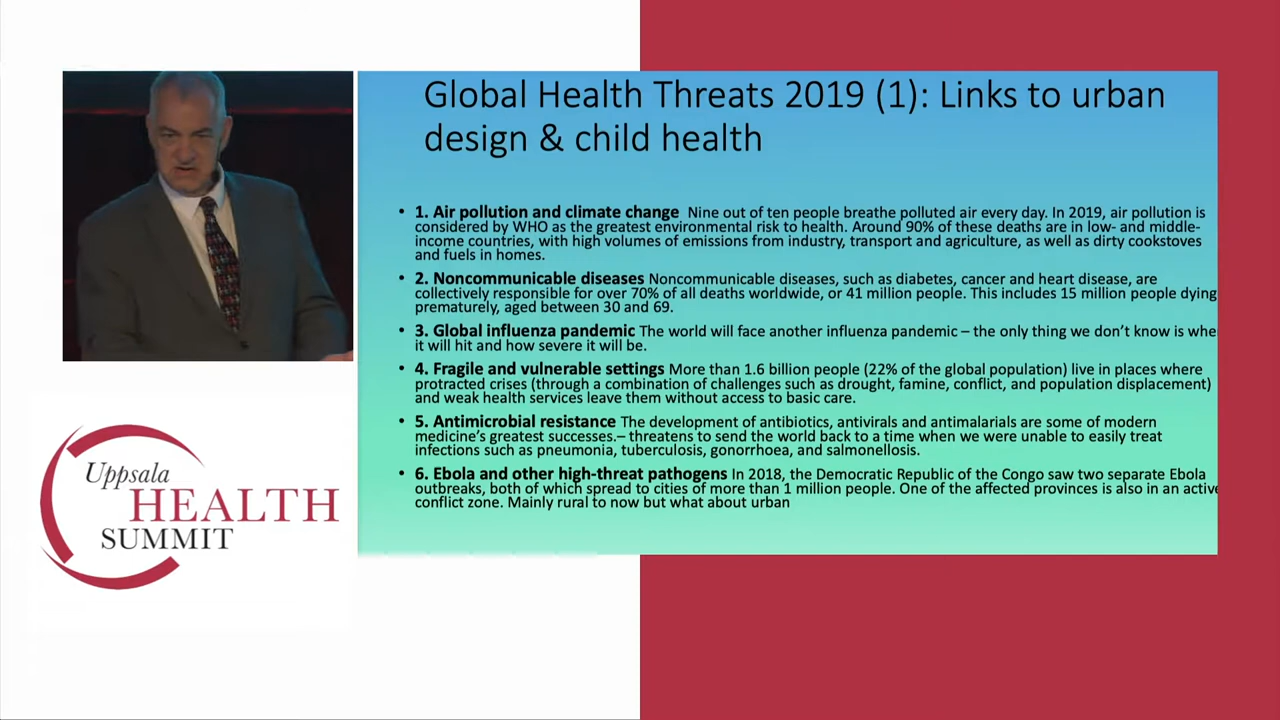 Global Health Threats 2019 (1): Links to urban
design & child health
• 1. Air pollution and climate change Nine out of ten people breathe polluted air every day. In 2019, air pollution is
considered by WHO as the greatest environmental risk to health. Around 90% of these deaths are in low- and middle-
income countries, with high volumes of emissions from industry, transport and agriculture, as well as dirty cookstoves
and fuels in homes.
• 2. Noncommunicable diseases Noncommunicable diseases, such as diabetes, cancer and heart disease, are
collectively responsible for over 70% of all deaths worldwide, or 41 million people. This includes 15 million people dying
prematurely, aged between 30 and 69.
• 3. Global influenza pandemic The world will face another influenza pandemic – the only thing we don’t know is whe
it will hit and how severe it will be.
• 4. Fragile and vulnerable settings More than 1.6 billion people (22% of the global population) live in places where
protracted crises (through a combination of challenges such as drought, famine, conflict, and population displacement)
and weak health services leave them without access to basic care.
• 5. Antimicrobial resistance The development of antibiotics, antivirals and antimalarials are some of modern
medicine’s greatest successes.– threatens to send the world back to a time when we were unable to easily treat
infections such as pneumonia, tuberculosis, gonorrhoea, and salmonellosis.
• 6. Ebola and other high-threat pathogens In 2018, the Democratic Republic of the Congo saw two separate Ebola
outbreaks, both of which spread to cities of more than 1 million people. One of the affected provinces is also in an active
conflict zone. Mainly rural to now but what about urban
Uppsala
HEALTH
SUMMIT